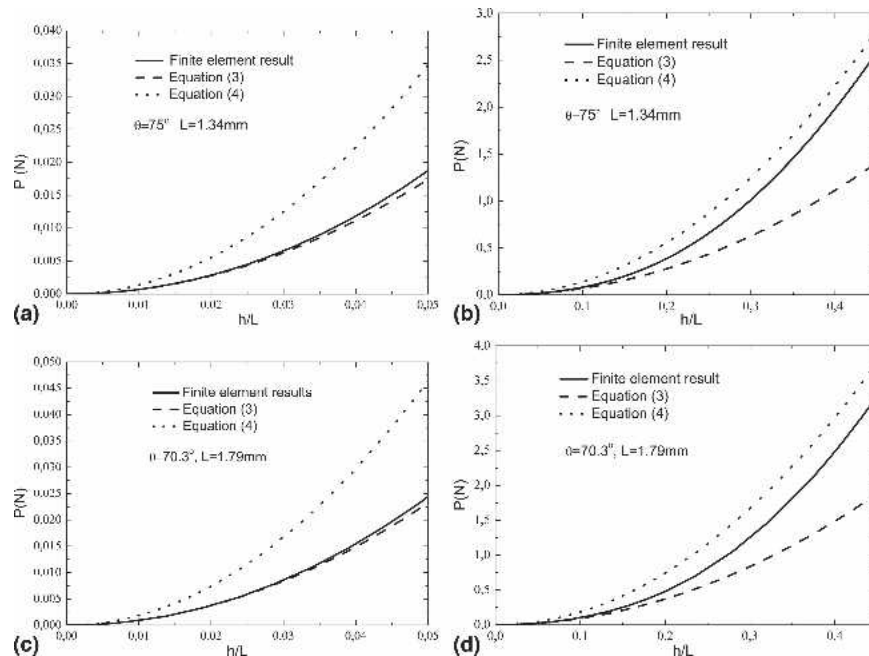 0.040
0.035
0.030
0.025
0.020
0.015
0.010
0.005
0.000
P (N)
Finite element result
Equation (3)
Equation (4)
θ=75° L=1.34mm
0.00 0.01 0.02 0.03 0.04 0.05
h/L
(a)
3,0
2,5
2,0
1,5
1,0
0,5
0,0
P(N)
Finite element result
Equation (3)
Equation (4)
θ=75° L=1.34mm
0,0 0,1 0,2 0,3 0,4
h/L
(b)
0,050
0,045
0,040
0,035
0,030
0,025
0,020
0,015
0,010
0,005
0,000
P(N)
Finite element results
Equation (3)
Equation (4)
θ=70.3°, L=1.79mm
0,00 0,01 0,02 0,03 0,04 0,05
h/L
(c)
4,0
3,5
3,0
2,5
2,0
1,5
1,0
0,5
0,0
P(N)
Finite element result
Equation (3)
Equation (4)
θ=70.3°, L=1.79mm
0,0 0,1 0,2 0,3 0,4
h/L
(d)